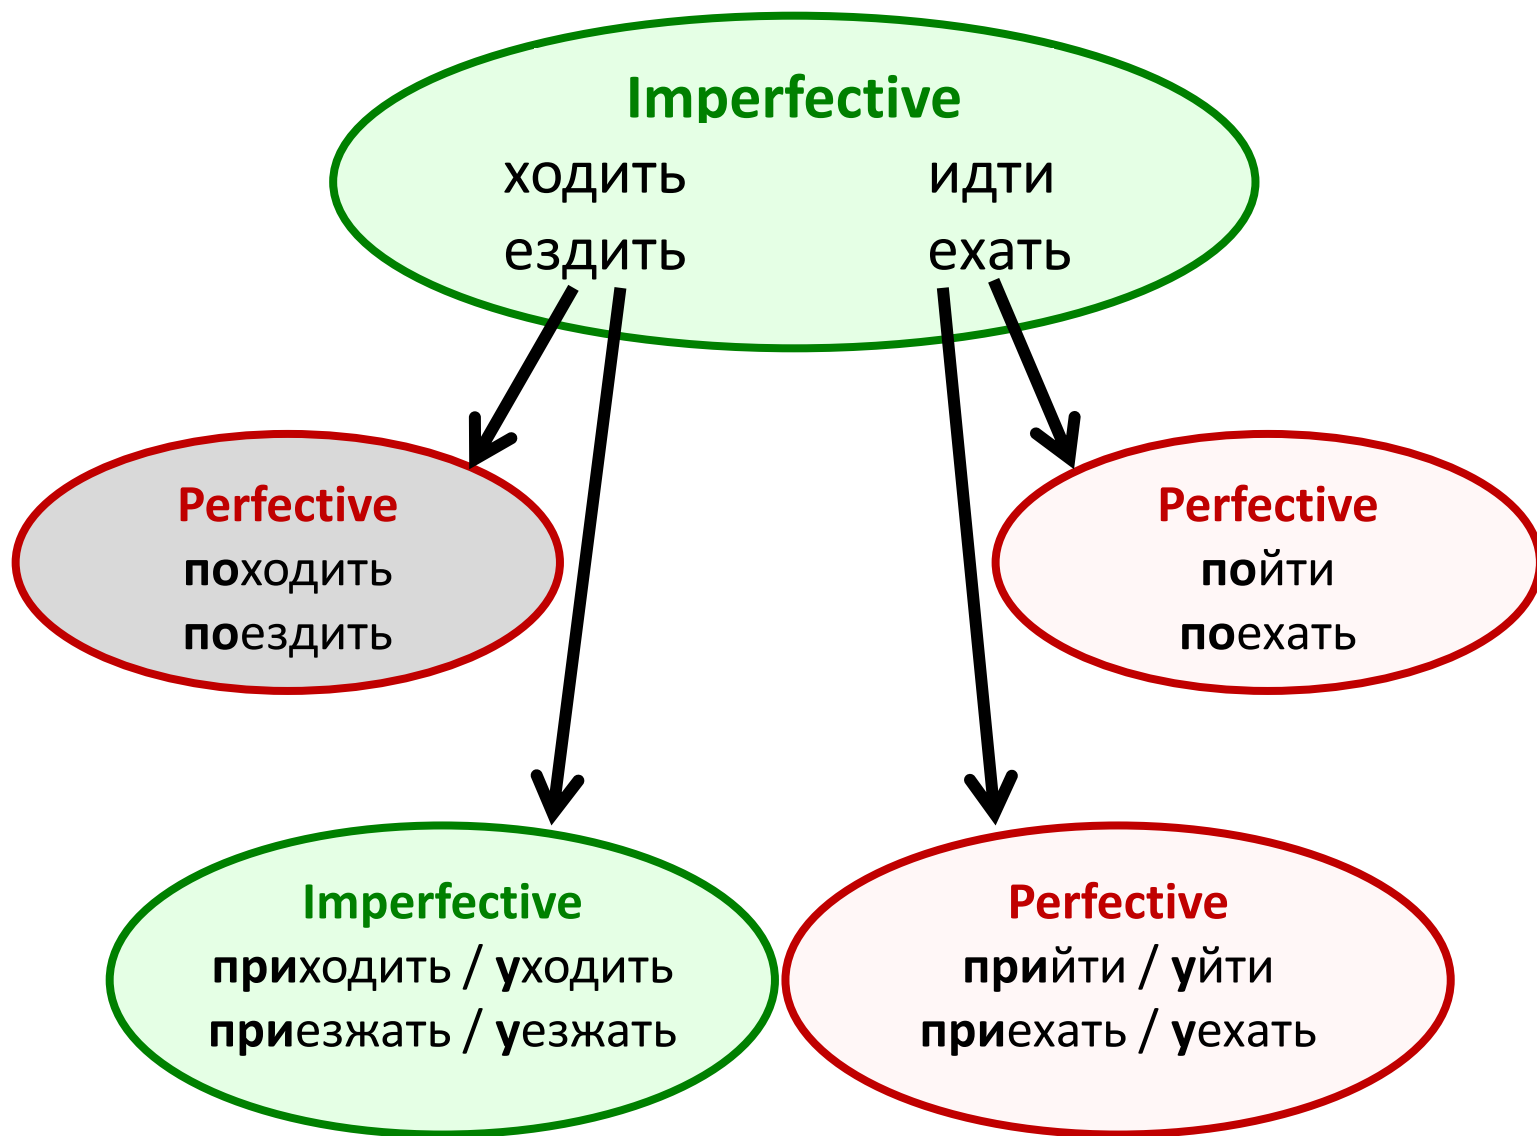 Imperfective
ходить идти
ездить ехать
Perfective
походить
поездить
Perfective
пойти
поехать
Imperfective
приходить / уходить
приезжать / уезжать
Perfective
прийти / уйти
приехать / уехать